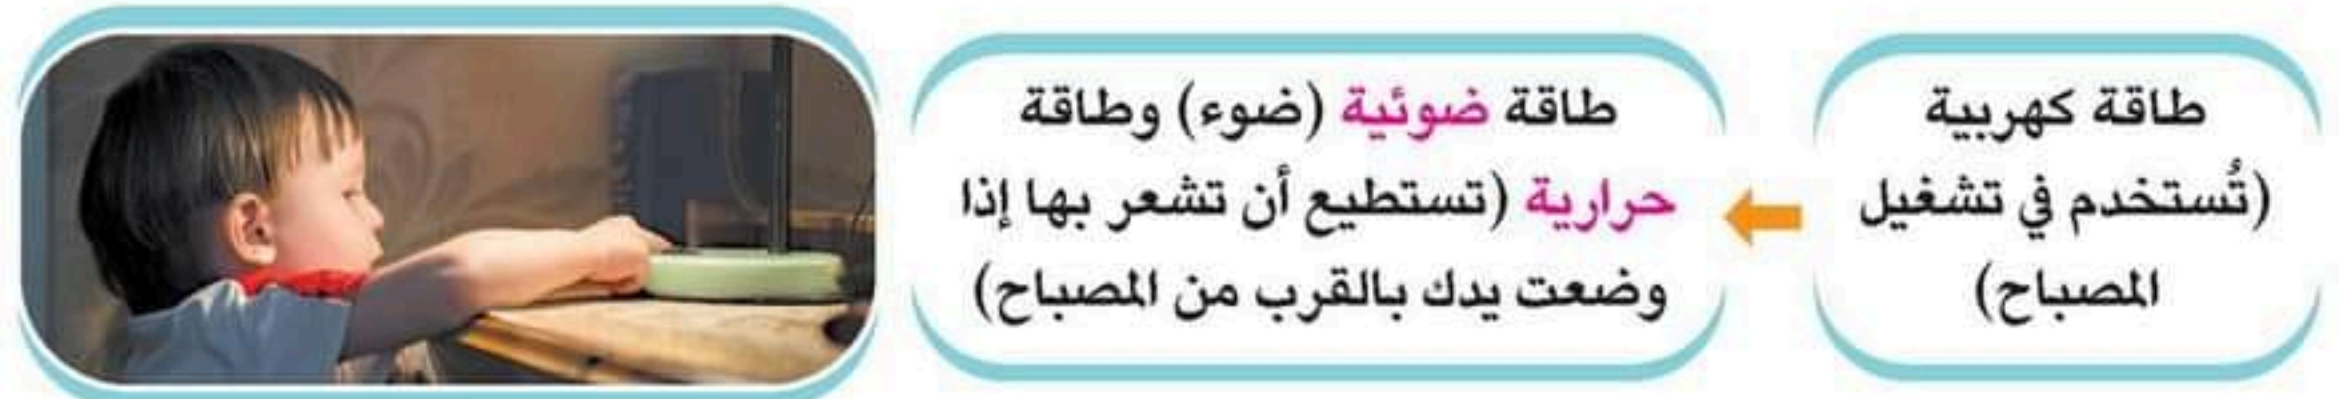 طاقة كهربية
(تُستخدم في تشغيل
المصباح)
طاقة ضوئية (ضوء) وطاقة
حرارية (تستطيع أن تشعر بها إذا
وضعت يدك بالقرب من المصباح)